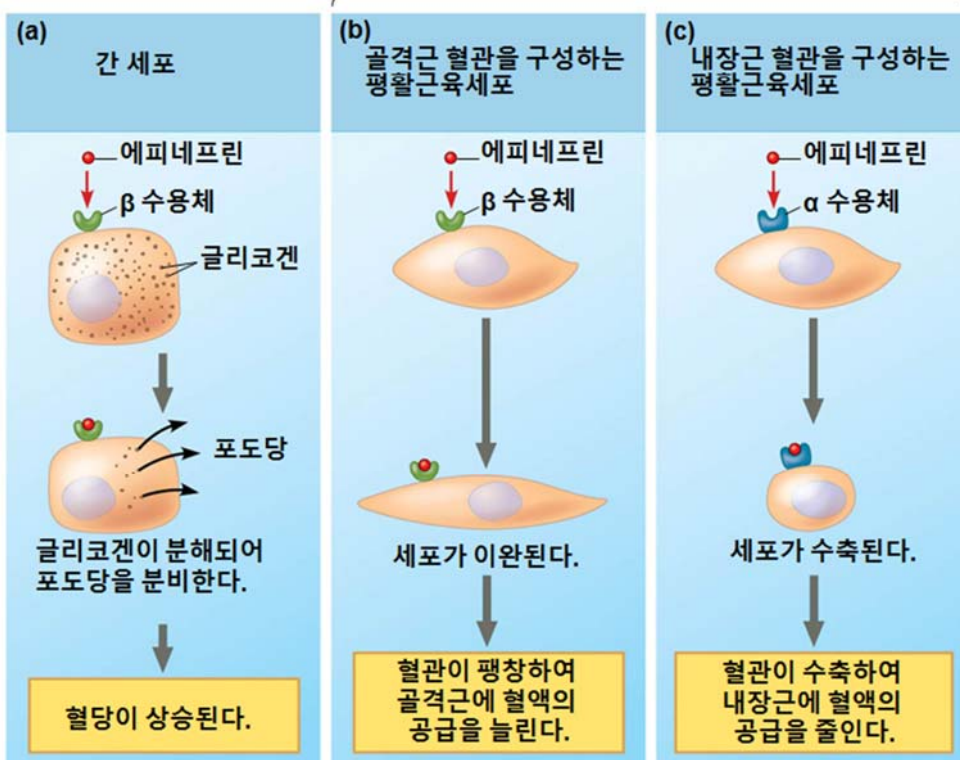 (a)
간 세포
에피네프린
β 수용체
글리코겐
포도당
글리코겐이 분해되어
포도당을 분비한다.
혈당이 상승된다.
(b)
골격근 혈관을 구성하는
평활근육세포
에피네프린
β 수용체
세포가 이완된다.
혈관이 팽창하여
골격근에 혈액의
공급을 늘린다.
(c)
내장근 혈관을 구성하는
평활근육세포
에피네프린
α 수용체
세포가 수축된다.
혈관이 수축하여
내장근에 혈액의
공급을 줄인다.